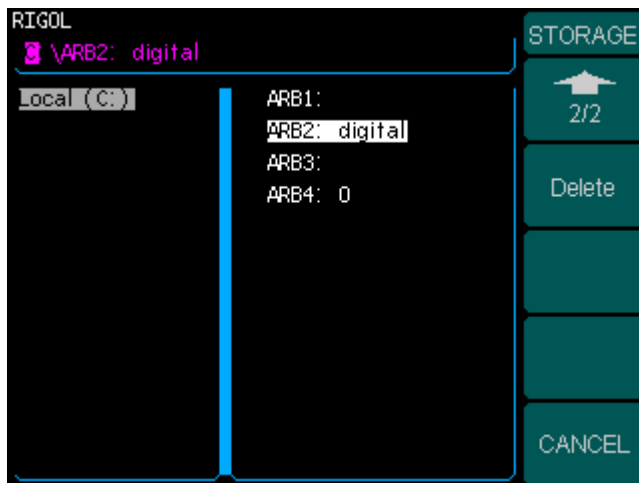 RIGOL
C \ARB2: digital
Local (C:)
ARB1:
ARB2: digital
ARB3:
ARB4: 0
STORAGE
2/2
Delete
CANCEL